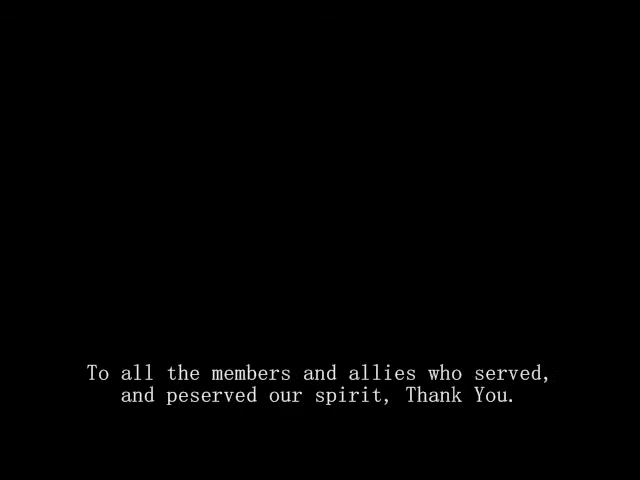 To all the members and allies who served,
and peserved our spirit, Thank You.